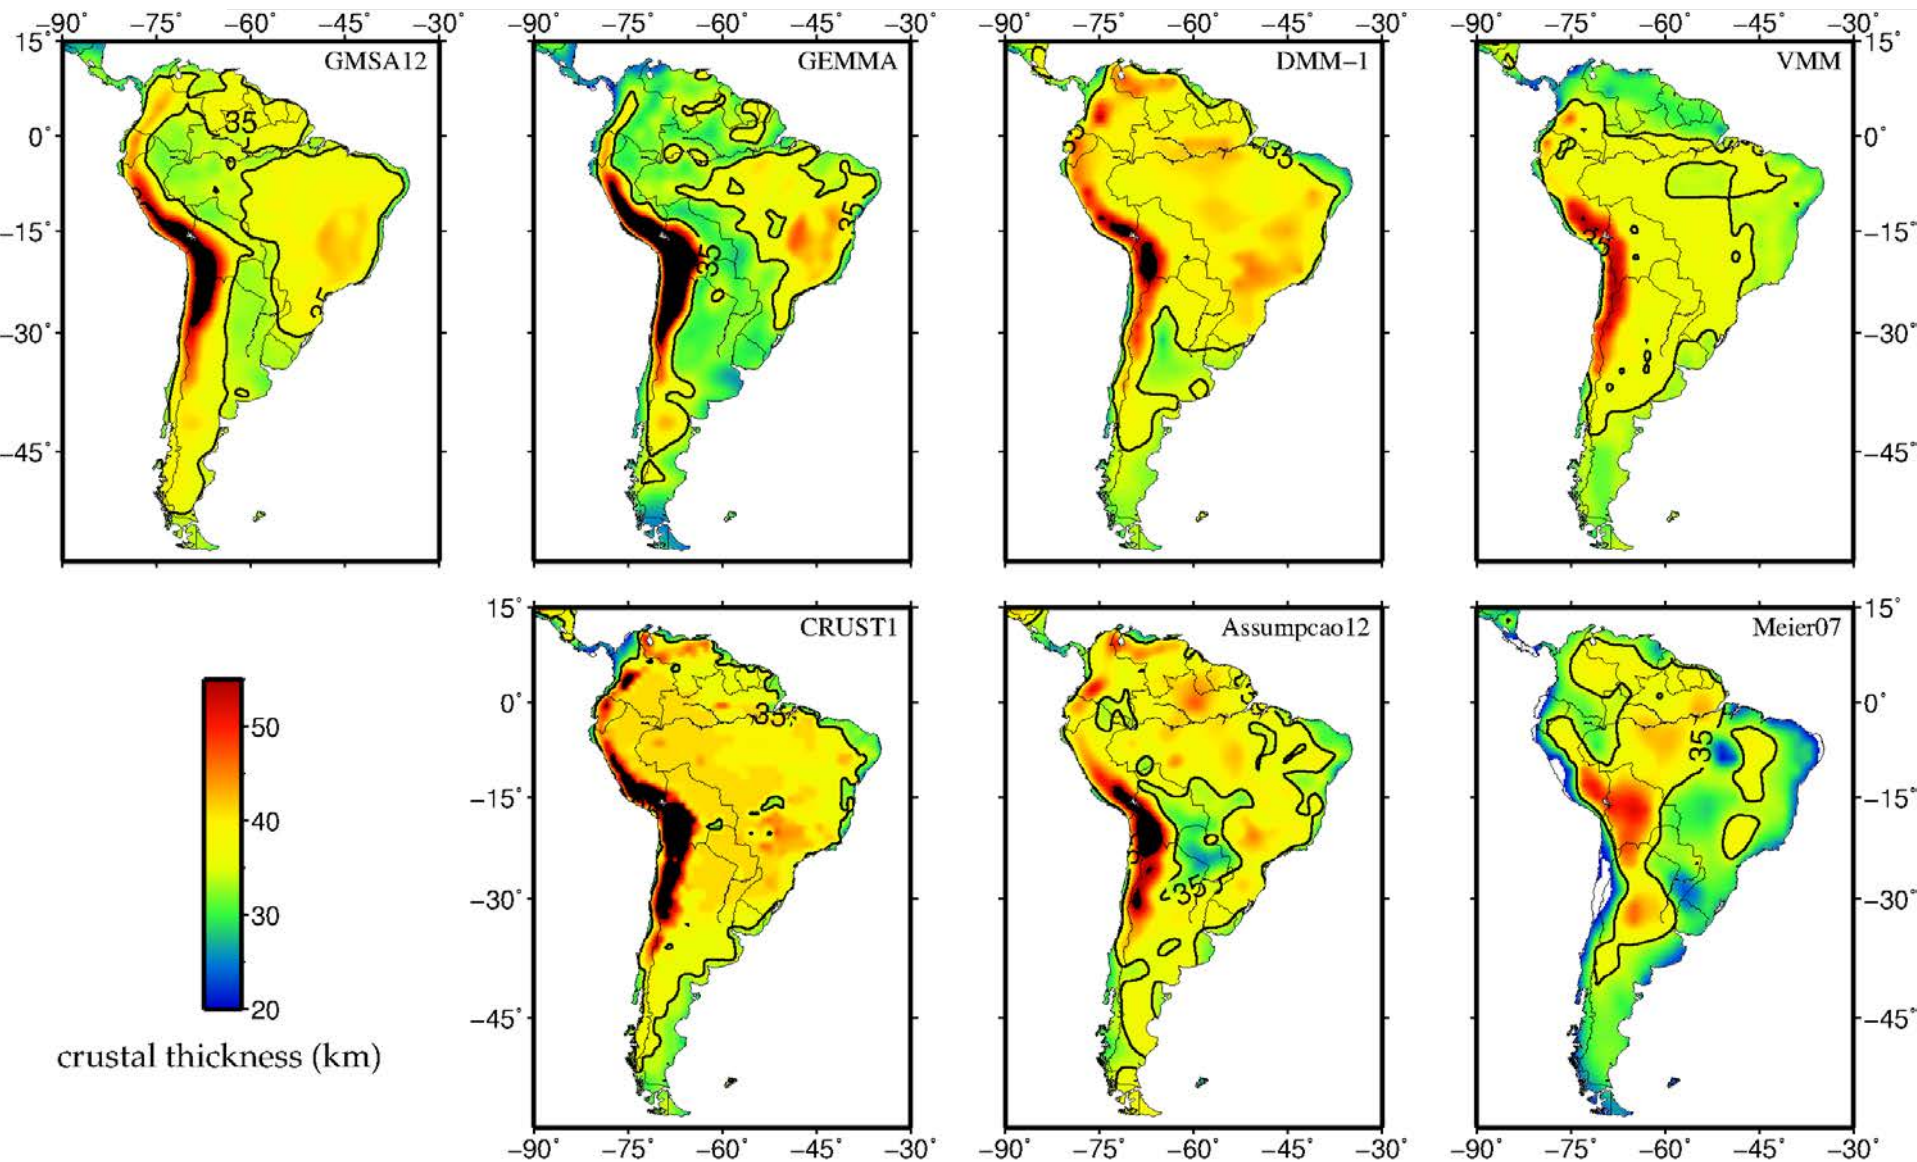 −90˚ −75˚ −60˚ −45˚ −30˚ −90˚ −75˚ −60˚ −45˚ −30˚ −90˚ −75˚ −60˚ −45˚ −30˚ −90˚ −75˚ −60˚ −45˚ −30˚
15˚ GMSA12 GEMMA DMM−1 VMM 15˚
35
0˚ 35 0˚
35
−15˚ −15˚
35
−30˚ −30˚
−45˚ −45˚
15˚ CRUST1 Assumpcao12 Meier07 15˚
50
0˚ 35 35 0˚
40
−15˚ −15˚
30
−30˚ 35 −30˚
20
−45˚ −45˚
crustal thickness (km)
−90˚ −75˚ −60˚ −45˚ −30˚ −90˚ −75˚ −60˚ −45˚ −30˚ −90˚ −75˚ −60˚ −45˚ −30˚